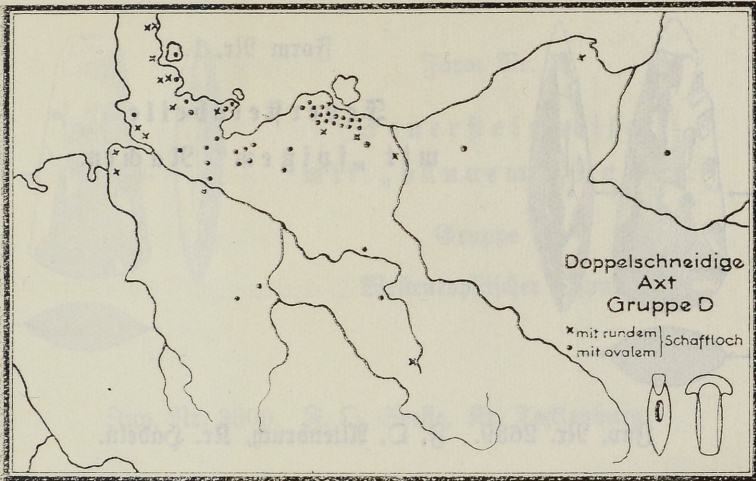 Doppelschneidige
Axt
Gruppe D
x mit rundem } Schaftloch
• mit ovalem